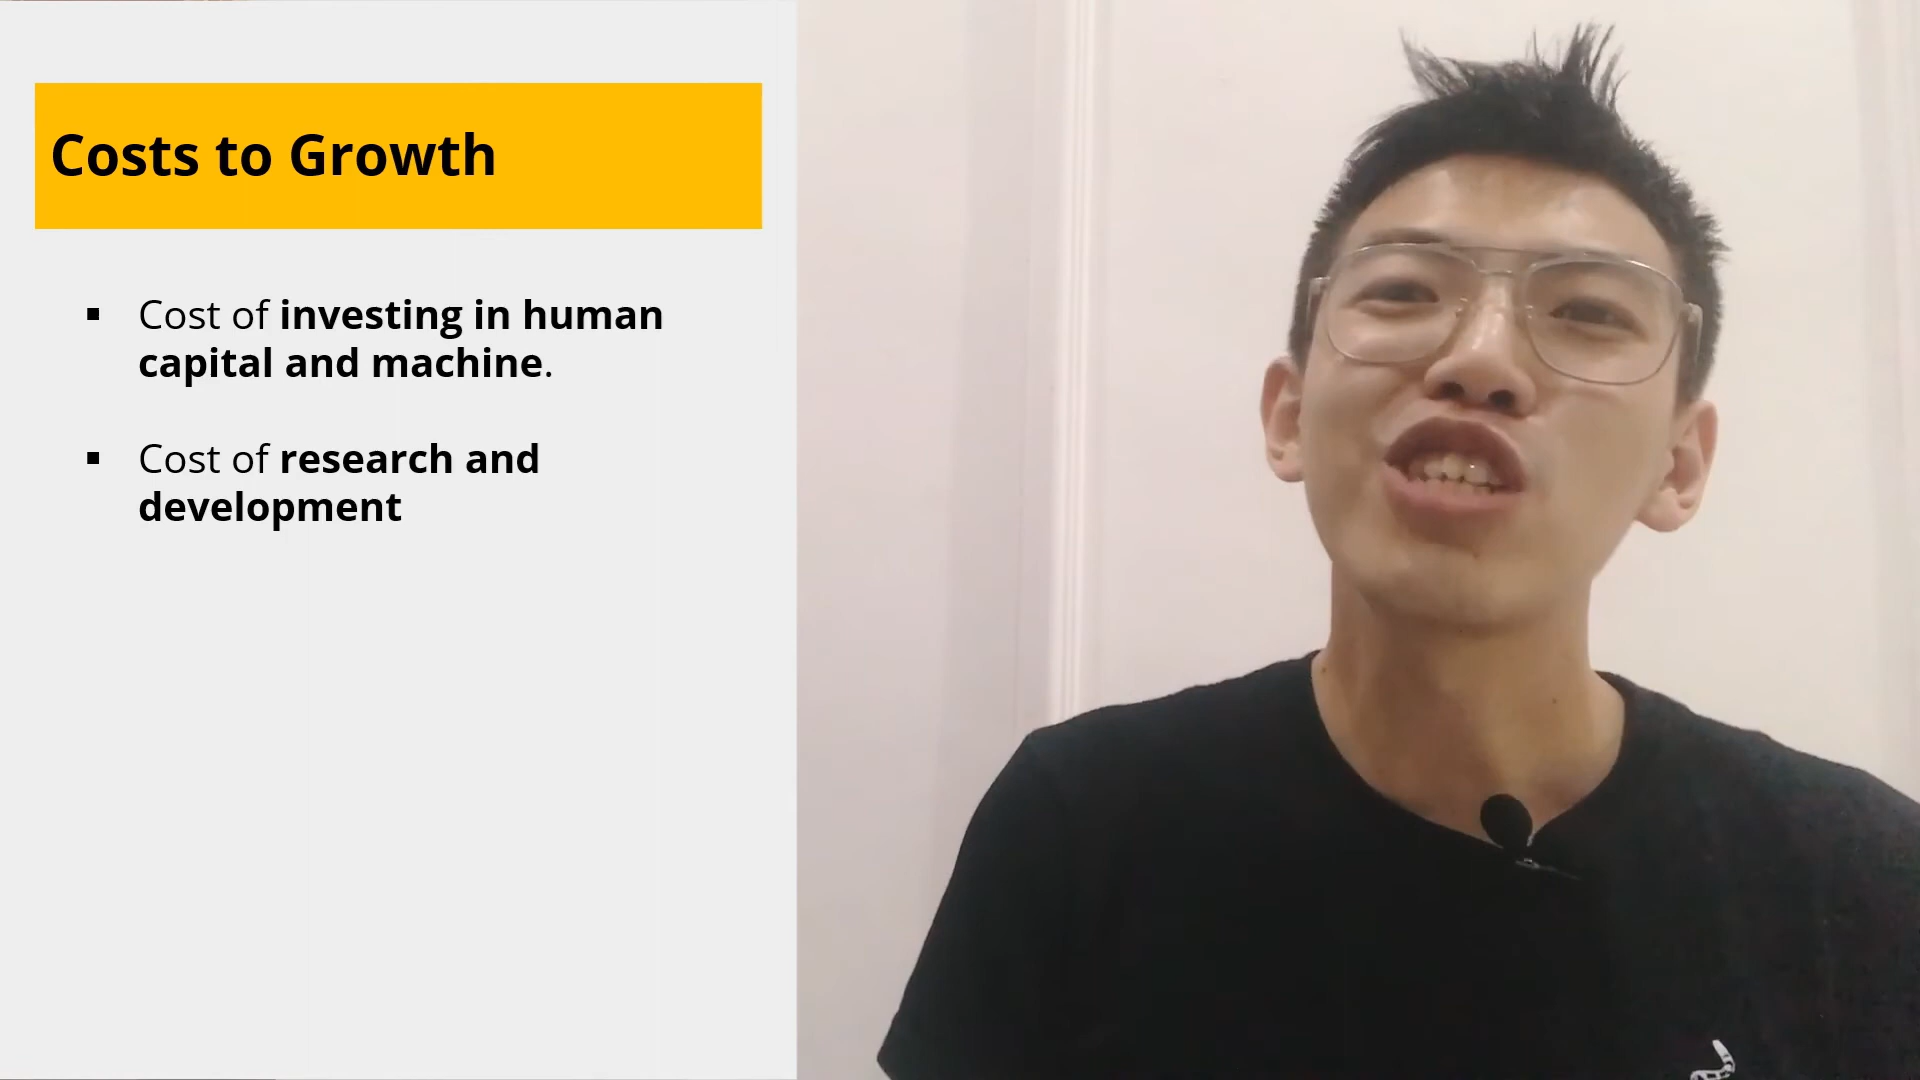 Costs to Growth
Cost of investing in human
capital and machine.
Cost of research and
development